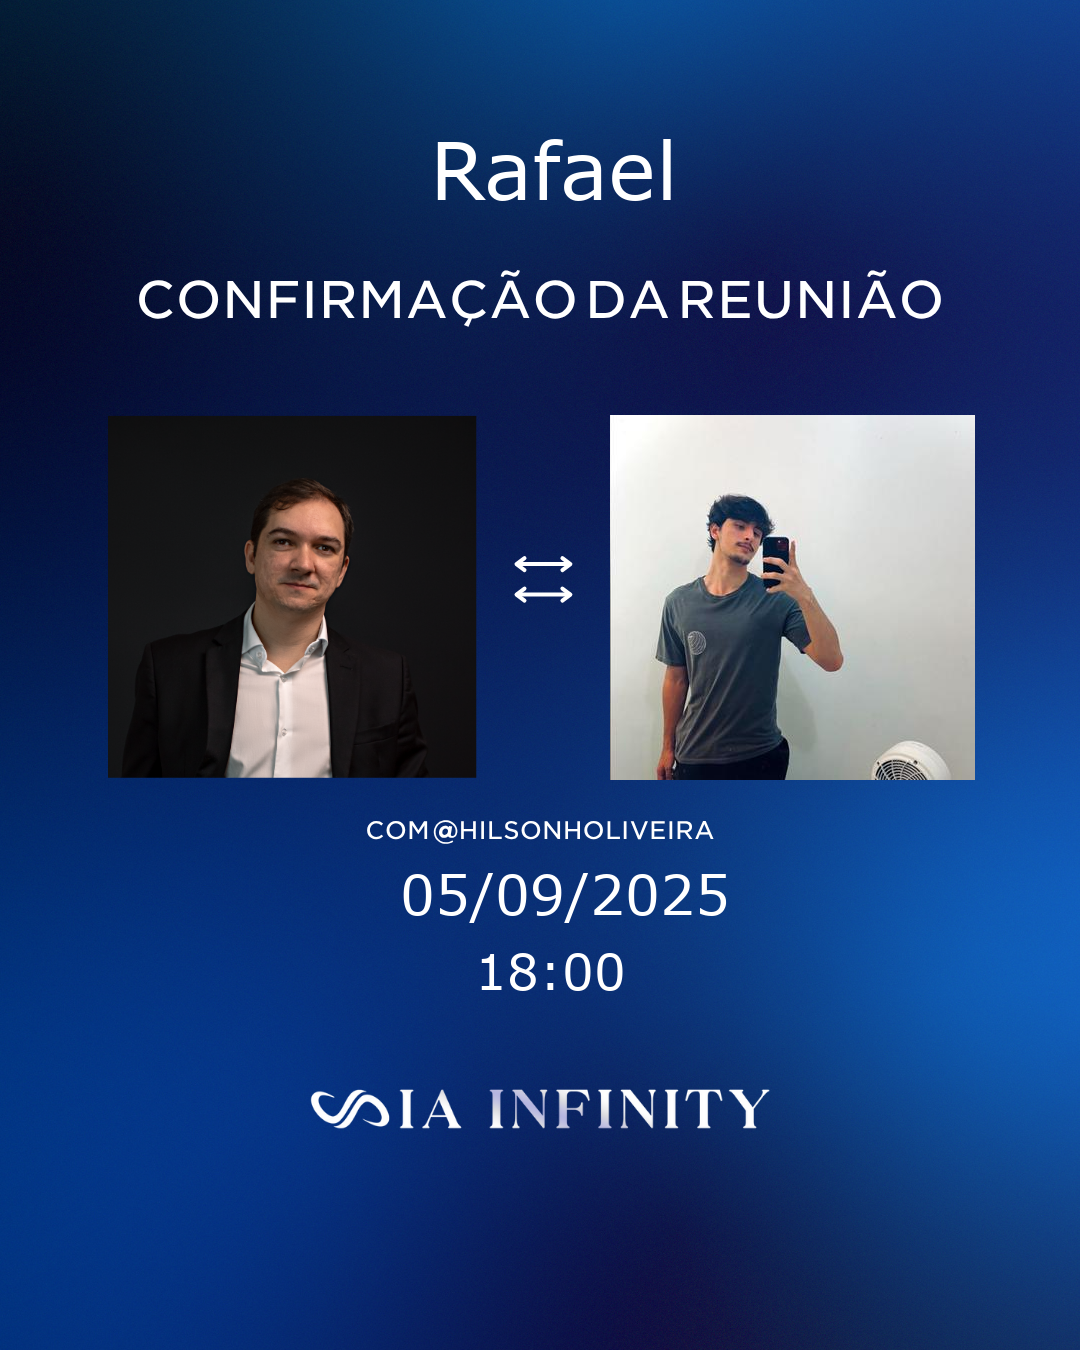 Rafael
CONFIRMAÇÃO DA REUNIÃO
COM @HILSONHOLIVEIRA
05/09/2025
18:00
IA INFINITY